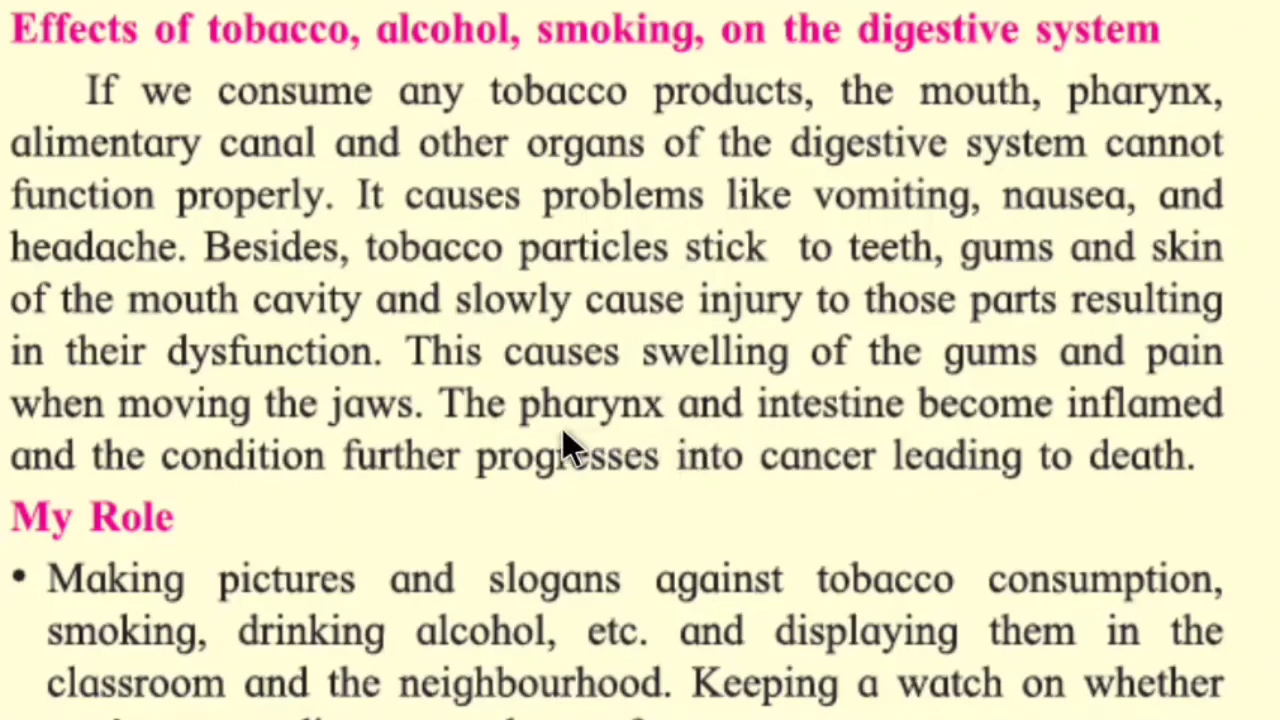 Effects of tobacco, alcohol, smoking, on the digestive system
If we consume any tobacco products, the mouth, pharynx,
alimentary canal and other organs of the digestive system cannot
function properly. It causes problems like vomiting, nausea, and
headache. Besides, tobacco particles stick to teeth, gums and skin
of the mouth cavity and slowly cause injury to those parts resulting
in their dysfunction. This causes swelling of the gums and pain
when moving the jaws. The pharynx and intestine become inflamed
and the condition further progresses into cancer leading to death.
My Role
• Making pictures and slogans against tobacco consumption,
smoking, drinking alcohol, etc. and displaying them in the
classroom and the neighbourhood. Keeping a watch on whether